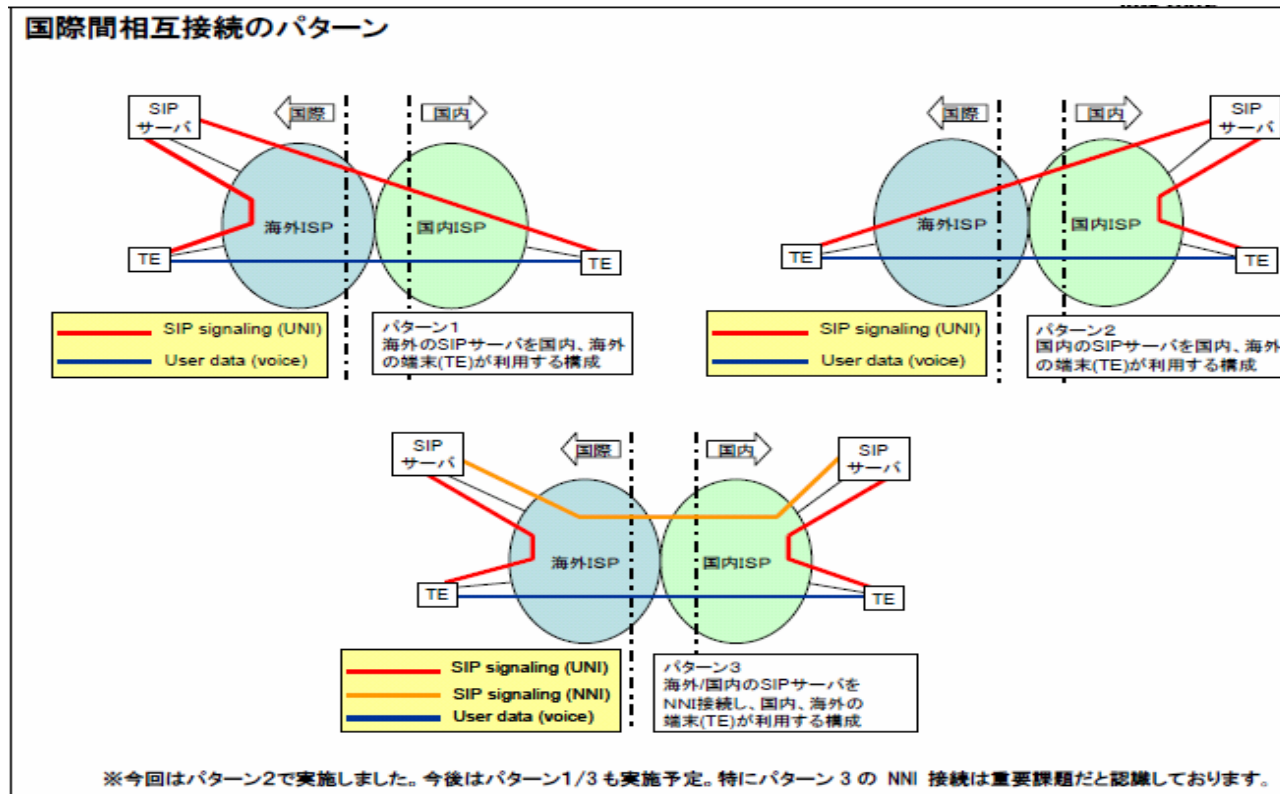 国際間相互接続のパターン
SIP
サーバ
国際
国内
海外ISP
国内ISP
TE
TE
SIP signaling (UNI)
User data (voice)
パターン1
海外のSIPサーバを国内、海外
の端末(TE)が利用する構成
国際
国内
SIP
サーバ
海外ISP
国内ISP
TE
TE
SIP signaling (UNI)
User data (voice)
パターン2
国内のSIPサーバを国内、海外
の端末(TE)が利用する構成
SIP
サーバ
国際
国内
SIP
サーバ
海外ISP
国内ISP
TE
TE
SIP signaling (UNI)
SIP signaling (NNI)
User data (voice)
パターン3
海外/国内のSIPサーバを
NNI接続し、国内、海外の
端末(TE)が利用する構成
※今回はパターン2で実施しました。今後はパターン1/3も実施予定。特にパターン 3 の NNI 接続は重要課題だと認識しております。